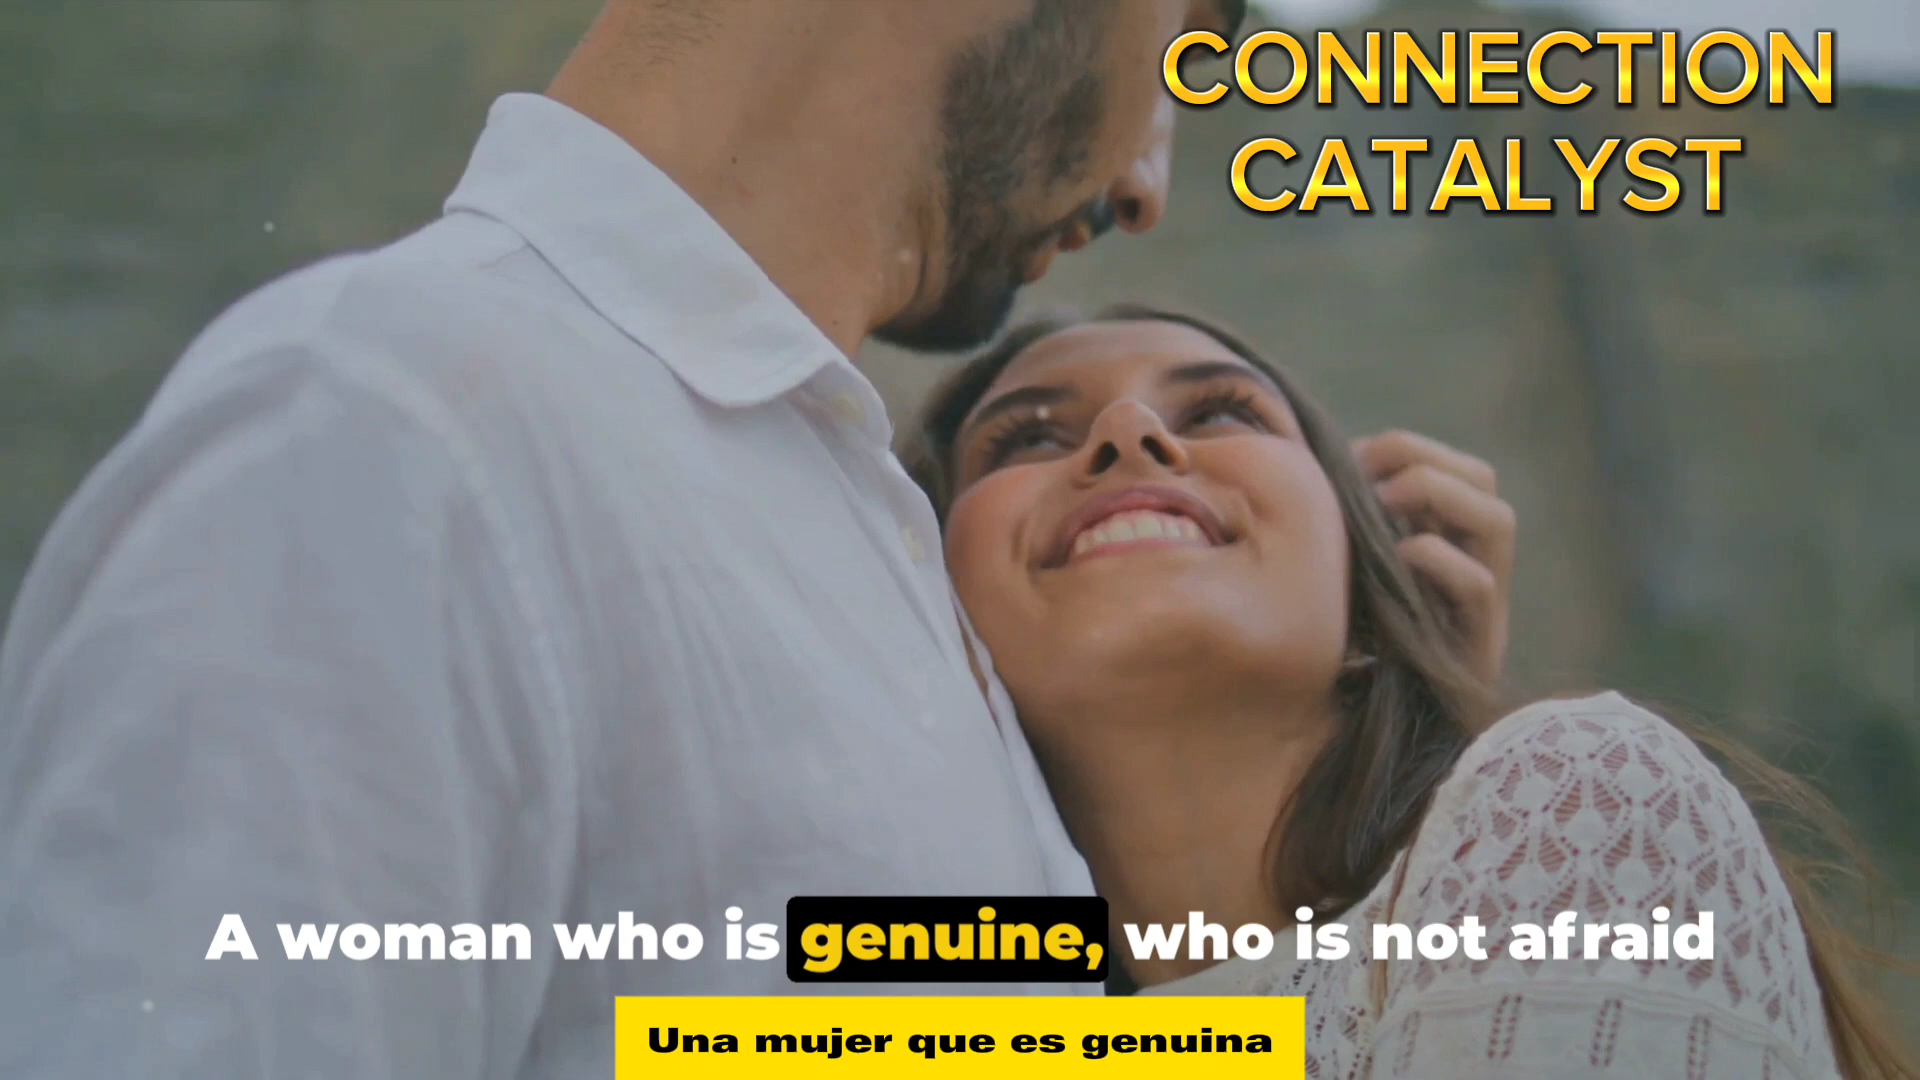 CONNECTION
CATALYST
A woman who is genuine, who is not afraid
Una mujer que es genuina